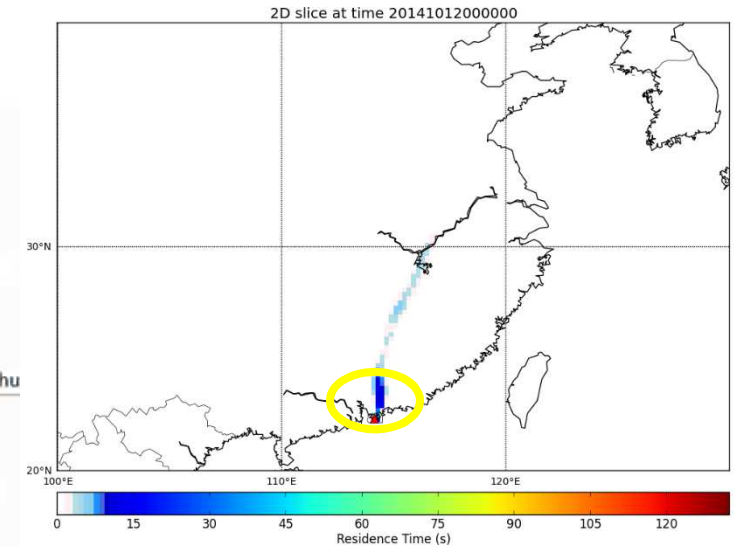 2D slice at time 20141012000000
30°N
hu
20°N
100°E 110°E 120°E
0 15 30 45 60 75 90 105 120
Residence Time (s)